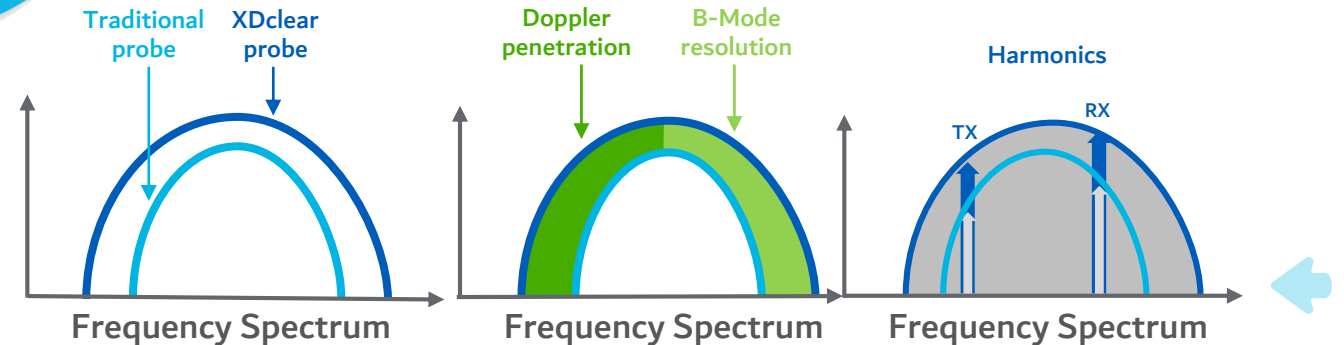 Traditional
probe
XDclear
probe
Frequency Spectrum
Doppler
penetration
B-Mode
resolution
Frequency Spectrum
Harmonics
TX
RX
Frequency Spectrum